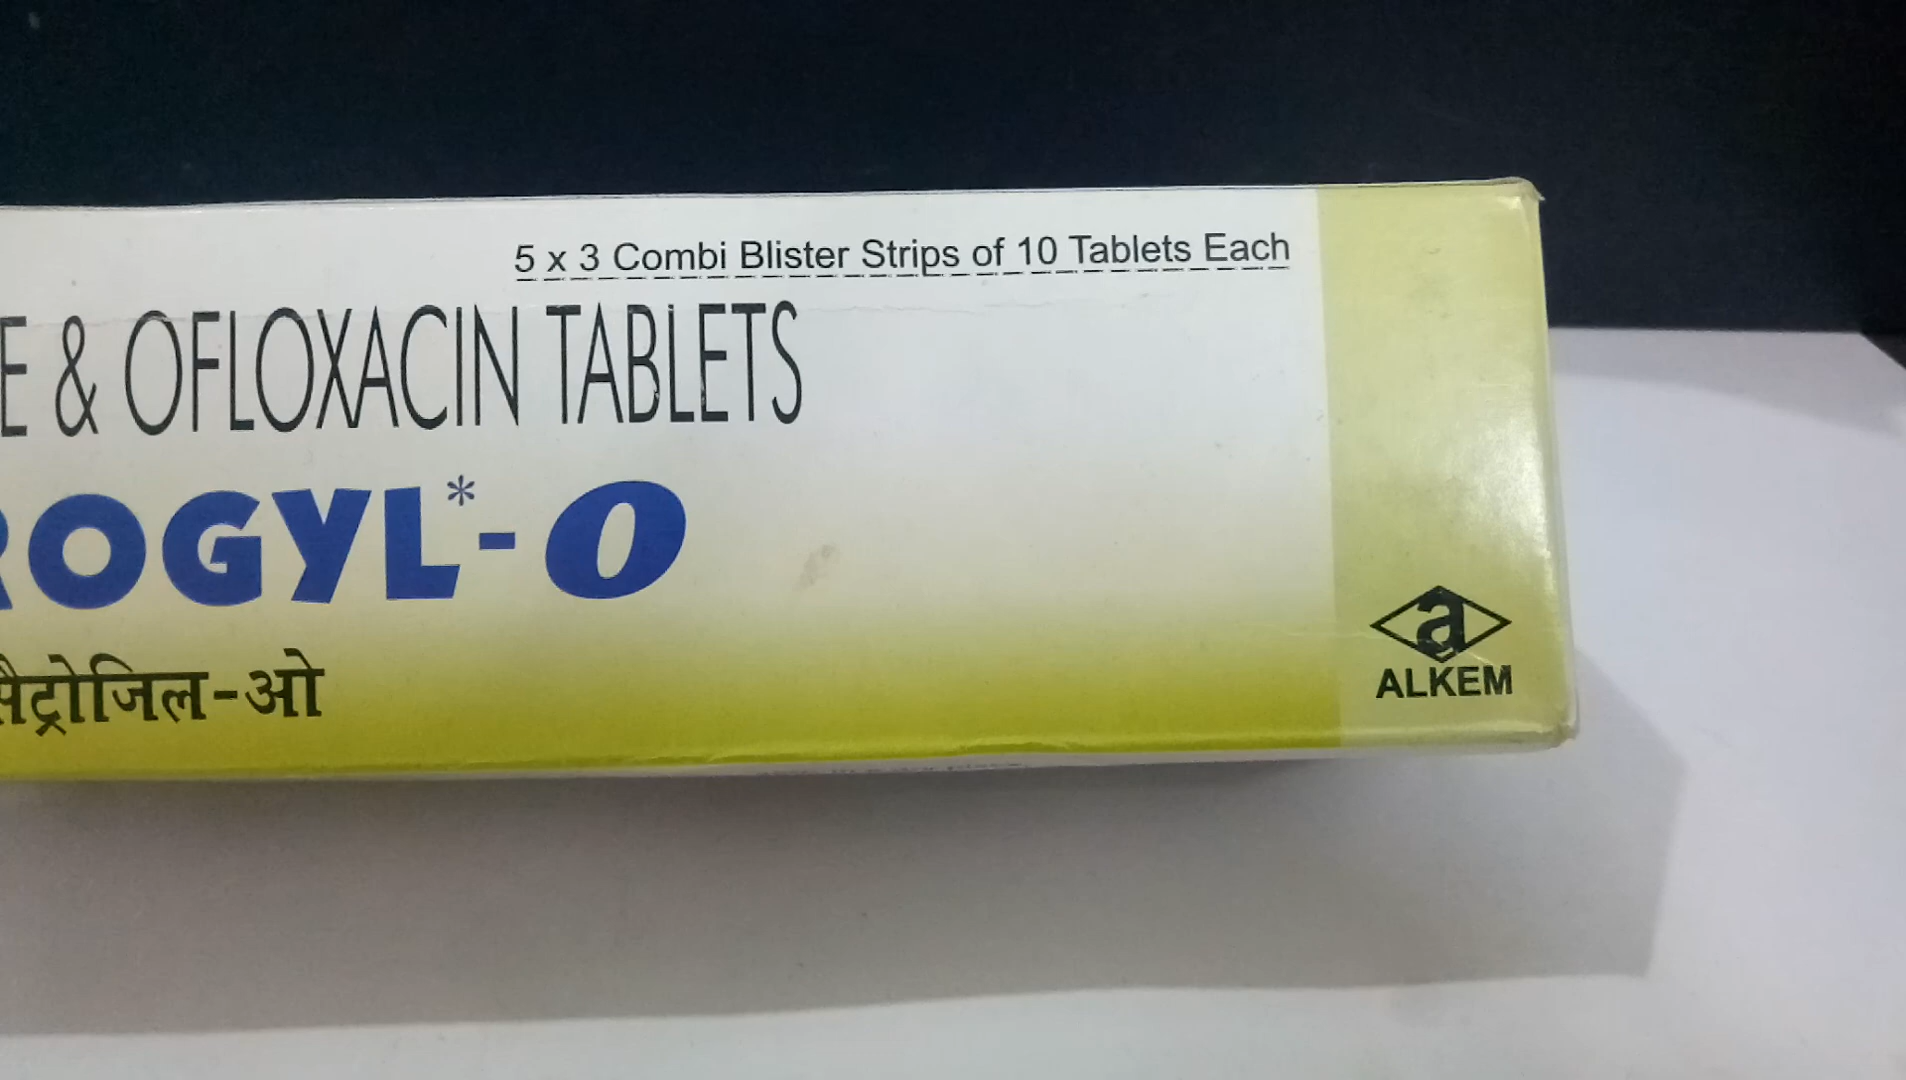 5 x 3 Combi Blister Strips of 10 Tablets Each
E & OFLOXACIN TABLETS
ROGYL*-O
सैट्रोजिल-ओ
a
ALKEM